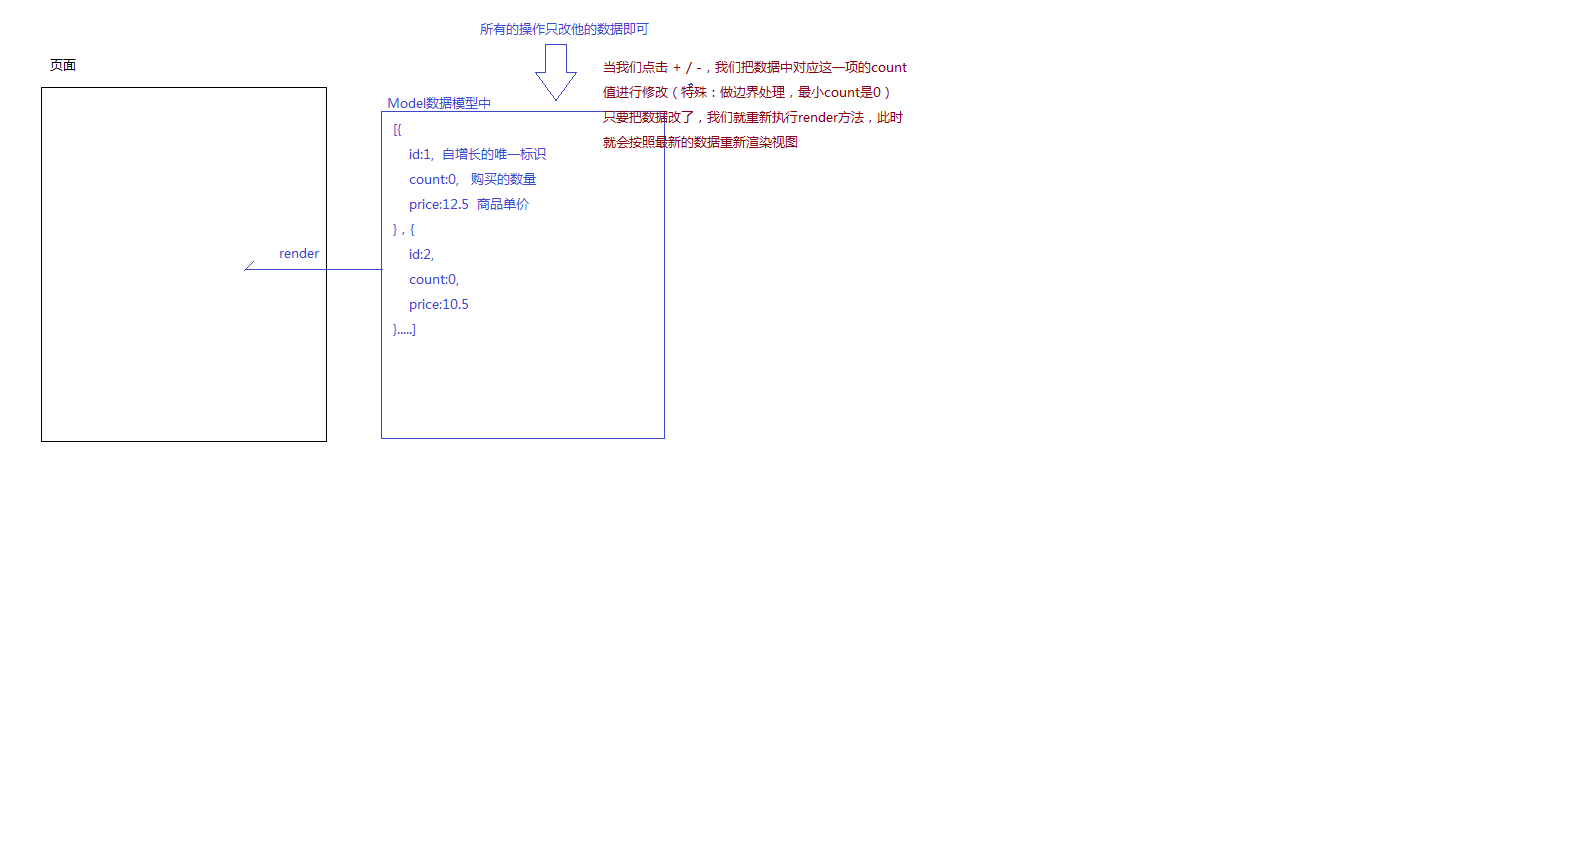 所有的操作只改他的数据即可
页面
当我们点击 + / -，我们把数据中对应这一项的count
值进行修改（特殊：做边界处理，最小count是0）
只要把数据改了，我们就重新执行render方法，此时
就会按照最新的数据重新渲染视图
Model数据模型中
[{
id:1, 自增长的唯一标识
count:0, 购买的数量
price:12.5 商品单价
}，{
id:2,
count:0,
price:10.5
}.....]
render